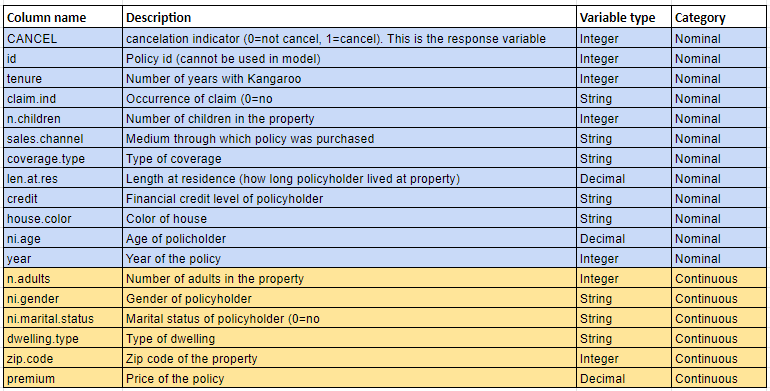 Column name Description Variable type Category
CANCEL cancelation indicator (0=not cancel, 1=cancel). This is the response variable Integer Nominal
id Policy id (cannot be used in model) Integer Nominal
tenure Number of years with Kangaroo Integer Nominal
claim.ind Occurrence of claim (0=no String Nominal
n.children Number of children in the property Integer Nominal
sales.channel Medium through which policy was purchased String Nominal
coverage.type Type of coverage String Nominal
len.at.res Length at residence (how long policyholder lived at property) Decimal Nominal
credit Financial credit level of policyholder String Nominal
house.color Color of house String Nominal
ni.age Age of policholder Decimal Nominal
year Year of the policy Integer Nominal
n.adults Number of adults in the property Integer Continuous
ni.gender Gender of policyholder String Continuous
ni.marital.status Marital status of policyholder (0=no String Continuous
dwelling.type Type of dwelling String Continuous
zip.code Zip code of the property Integer Continuous
premium Price of the policy Decimal Continuous